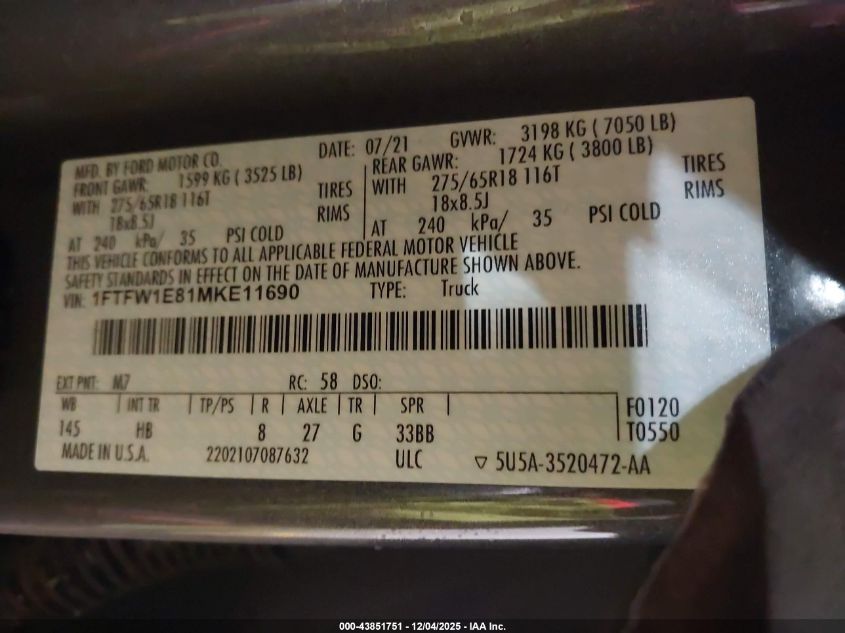 MFD. BY FORD MOTOR CO. DATE: 07/21 GVWR: 3198 KG ( 7050 LB)
FRONT GAWR: 1599 KG ( 3525 LB) REAR GAWR: 1724 KG ( 3800 LB)
WITH 275/65R18 116T TIRES WITH 275/65R18 116T TIRES
18x8.5J RIMS 18x8.5J RIMS
AT 240 kPa/ 35 PSI COLD AT 240 kPa/ 35 PSI COLD
THIS VEHICLE CONFORMS TO ALL APPLICABLE FEDERAL MOTOR VEHICLE
SAFETY STANDARDS IN EFFECT ON THE DATE OF MANUFACTURE SHOWN ABOVE.
VIN: 1FTFW1E81MKE11690 TYPE: Truck
EXT PNT: M7 RC: 58 DSO:
WB INT TR TP/PS R AXLE TR SPR F0120
145 HB 8 27 G 33BB T0550
MADE IN U.S.A. 2202107087632 ULC ▽ 5U5A-3520472-AA
000-43851751 - 12/04/2025 - IAA Inc.